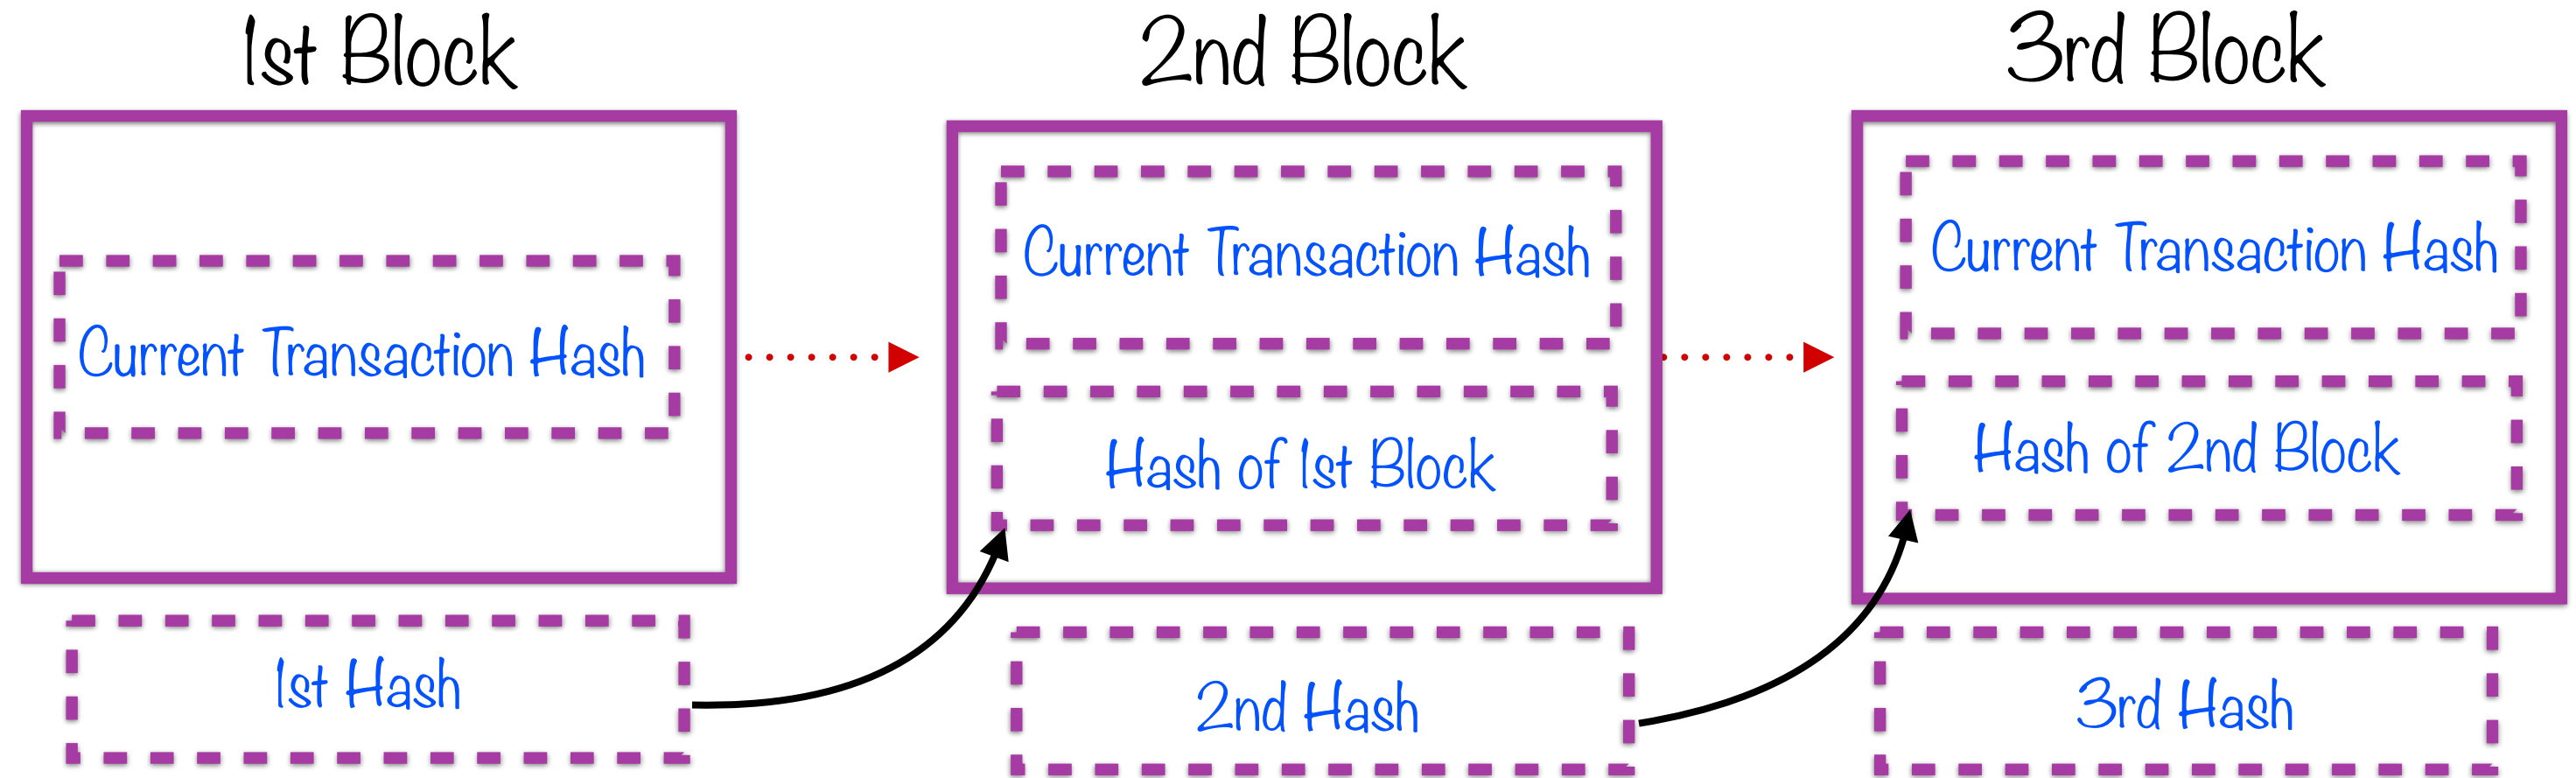 1st Block
Current Transaction Hash
1st Hash
2nd Block
Current Transaction Hash
Hash of 1st Block
2nd Hash
3rd Block
Current Transaction Hash
Hash of 2nd Block
3rd Hash